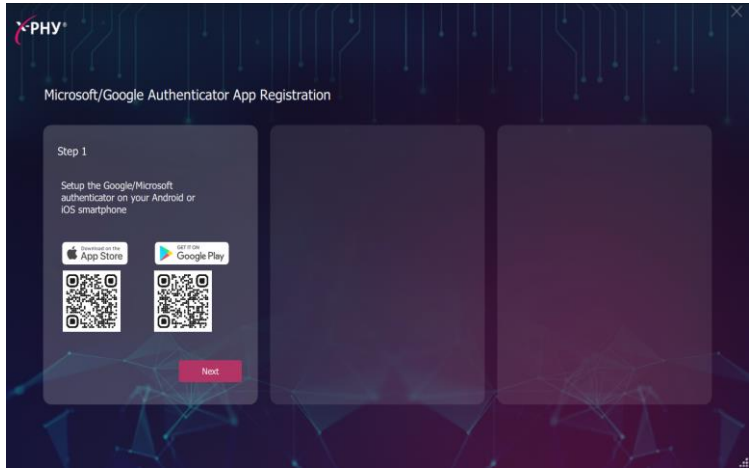 X-PHY®
Microsoft/Google Authenticator App Registration
Step 1
Setup the Google/Microsoft
authenticator on your Android or
iOS smartphone
Download on the
App Store
GET IT ON
Google Play
Next